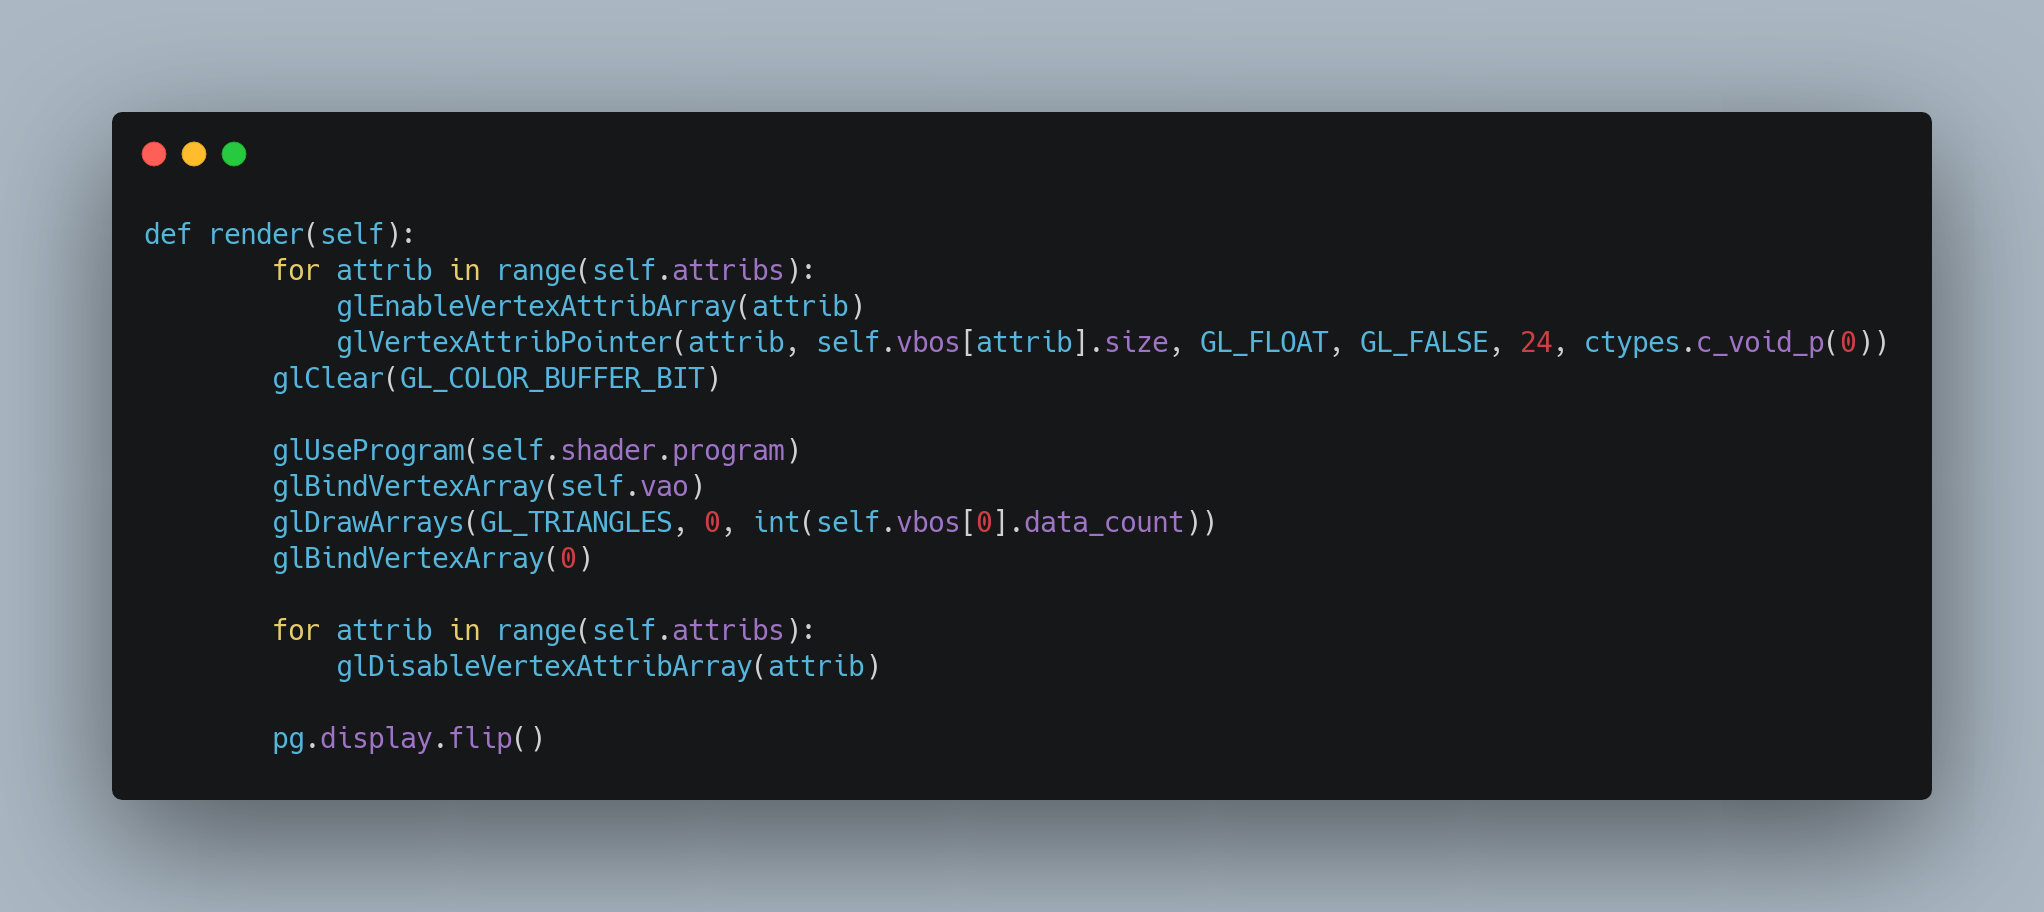 def render(self):
        for attrib in range(self.attribs):
            glEnableVertexAttribArray(attrib)
            glVertexAttribPointer(attrib, self.vbos[attrib].size, GL_FLOAT, GL_FALSE, 24, ctypes.c_void_p(0))
        glClear(GL_COLOR_BUFFER_BIT)

        glUseProgram(self.shader.program)
        glBindVertexArray(self.vao)
        glDrawArrays(GL_TRIANGLES, 0, int(self.vbos[0].data_count))
        glBindVertexArray(0)

        for attrib in range(self.attribs):
            glDisableVertexAttribArray(attrib)

        pg.display.flip()